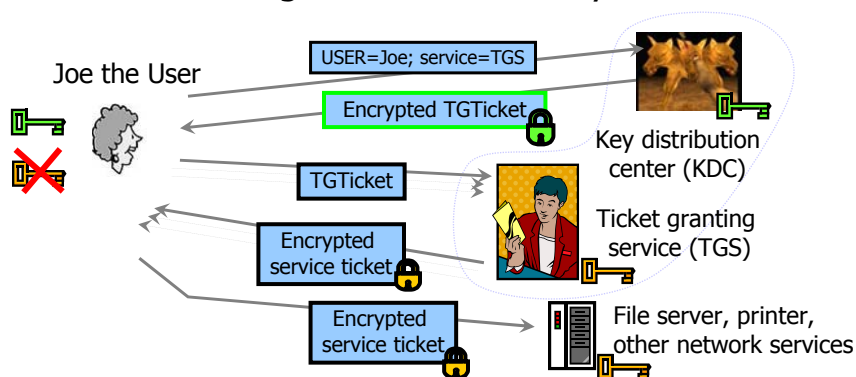 USER=Joe; service=TGS
Joe the User
Encrypted TGTicket
Key distribution
center (KDC)
TGTicket
Ticket granting
service (TGS)
Encrypted
service ticket
Encrypted
service ticket
File server, printer,
other network services